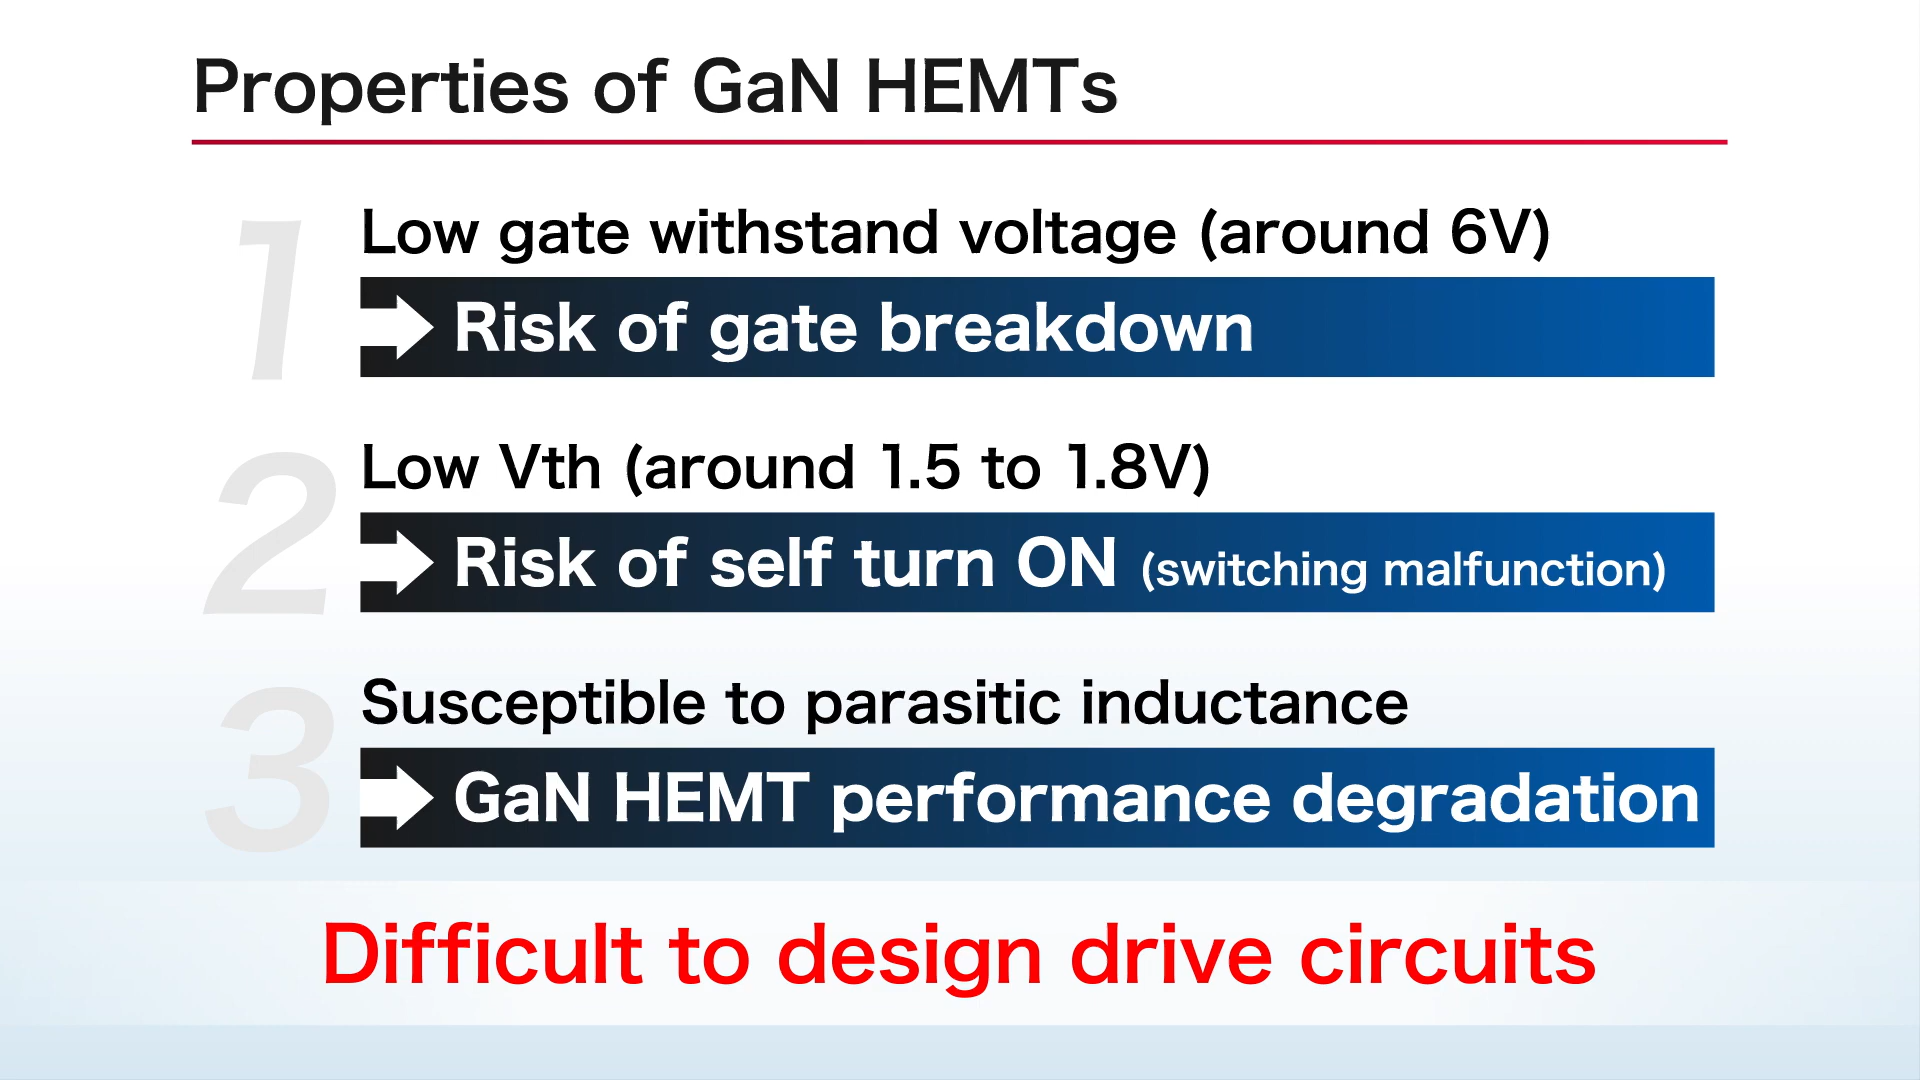 Properties of GaN HEMTs
1
Low gate withstand voltage (around 6V)
Risk of gate breakdown
2
Low Vth (around 1.5 to 1.8V)
Risk of self turn ON (switching malfunction)
3
Susceptible to parasitic inductance
GaN HEMT performance degradation
Difficult to design drive circuits